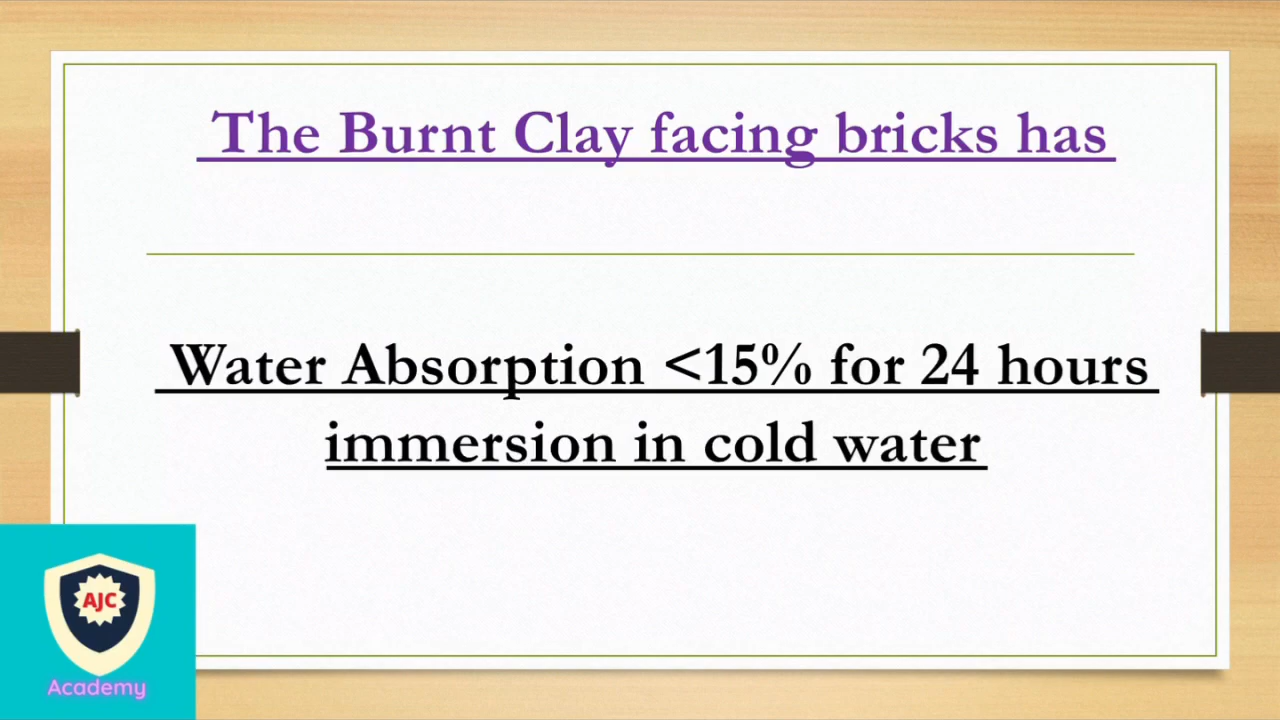 The Burnt Clay facing bricks has
Water Absorption <15% for 24 hours
immersion in cold water
AJC
Academy